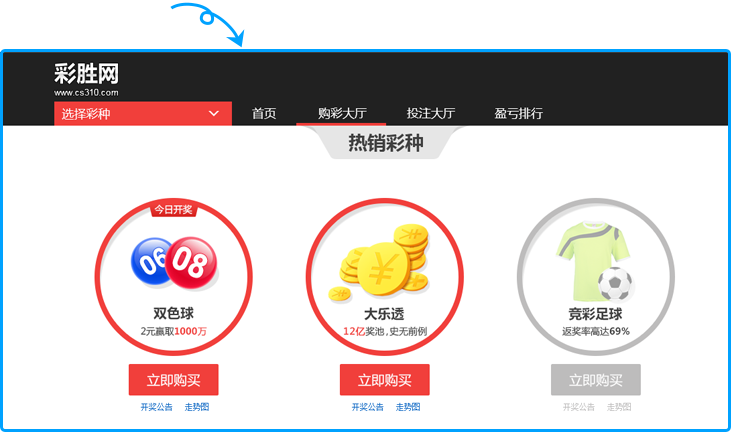 彩胜网
www.cs310.com
选择彩种
首页
购彩大厅
投注大厅
盈亏排行
热销彩种
今日开奖
06
08
双色球
2元赢取1000万
立即购买
开奖公告 走势图
大乐透
12亿奖池,史无前例
立即购买
开奖公告 走势图
竞彩足球
返奖率高达69%
立即购买
开奖公告 走势图